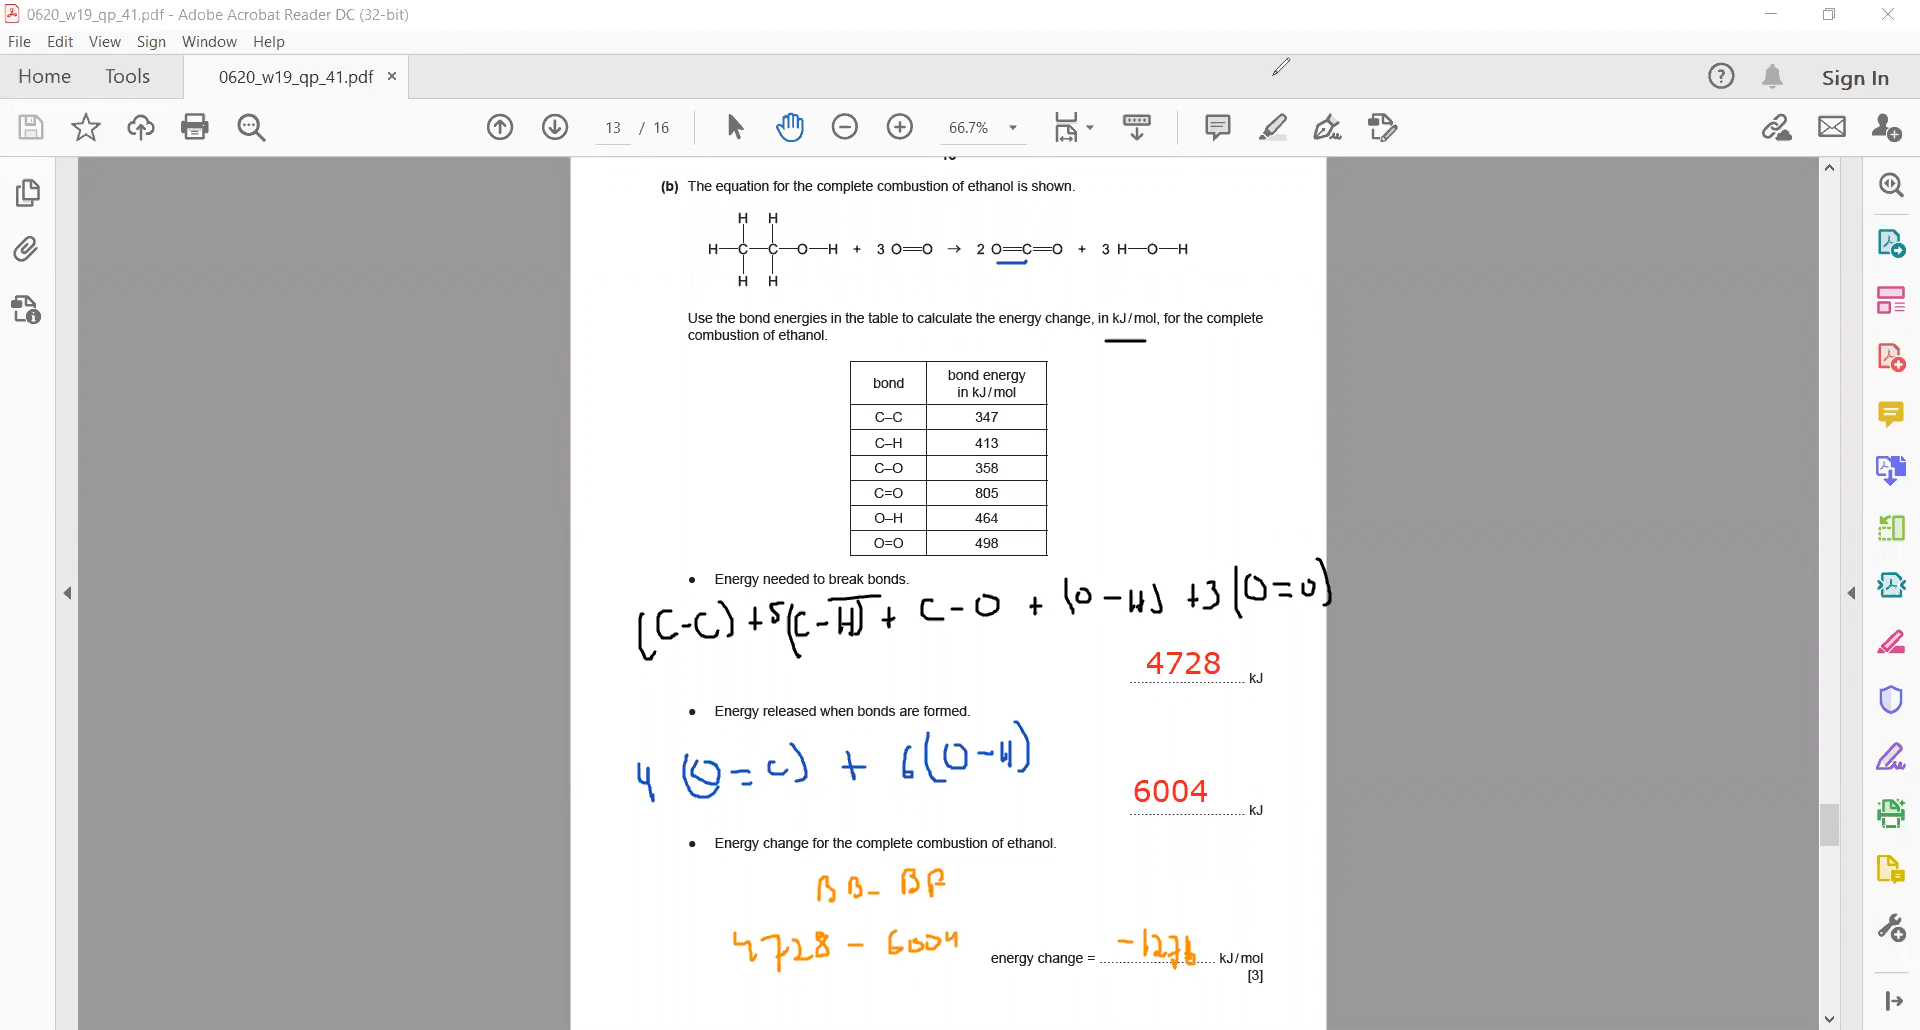 0620_w19_qp_41.pdf - Adobe Acrobat Reader DC (32-bit)
File Edit View Sign Window Help
Home Tools 0620_w19_qp_41.pdf × Sign In
13 / 16 66.7%
(b) The equation for the complete combustion of ethanol is shown.
H H
H—C—C—O—H + 3 O=O → 2 O=C=O + 3 H—O—H
H H
Use the bond energies in the table to calculate the energy change, in kJ/mol, for the complete
combustion of ethanol.
bond bond energy
in kJ/mol
C–C 347
C–H 413
C–O 358
C=O 805
O–H 464
O=O 498
• Energy needed to break bonds.
(C-C) + 5(C-H) + C-O + (O-H) + 3(O=O)
4728
kJ
• Energy released when bonds are formed.
4 (O=C) + 6(O-H)
6004
kJ
• Energy change for the complete combustion of ethanol.
BB - BF
4728 - 6004
energy change = -1276 kJ/mol
[3]